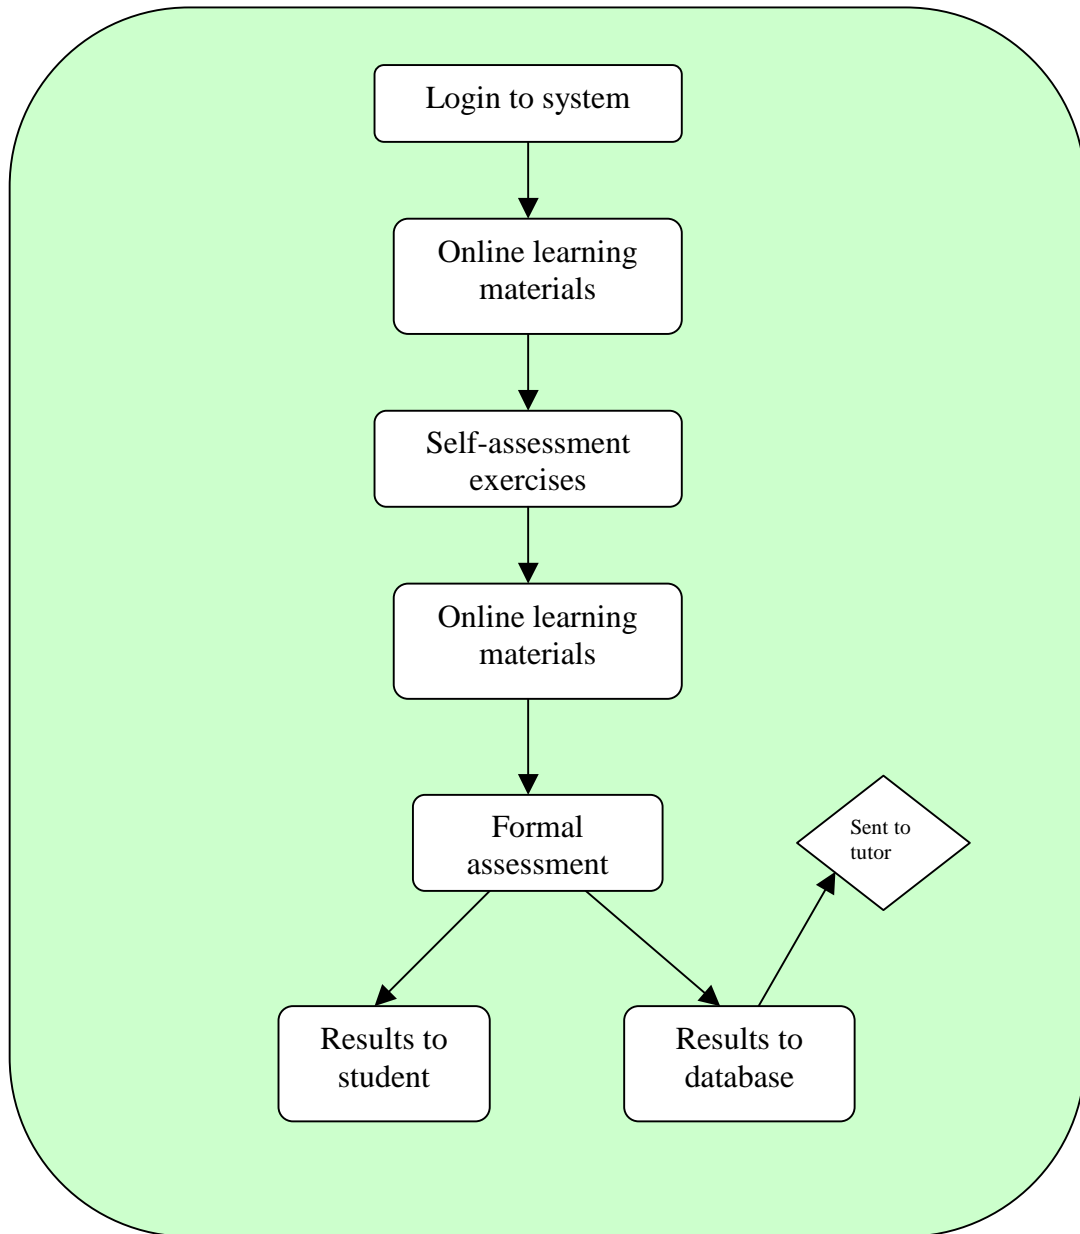 Login to system
Online learning
materials
Self-assessment
exercises
Online learning
materials
Formal
assessment
Sent to
tutor
Results to
student
Results to
database